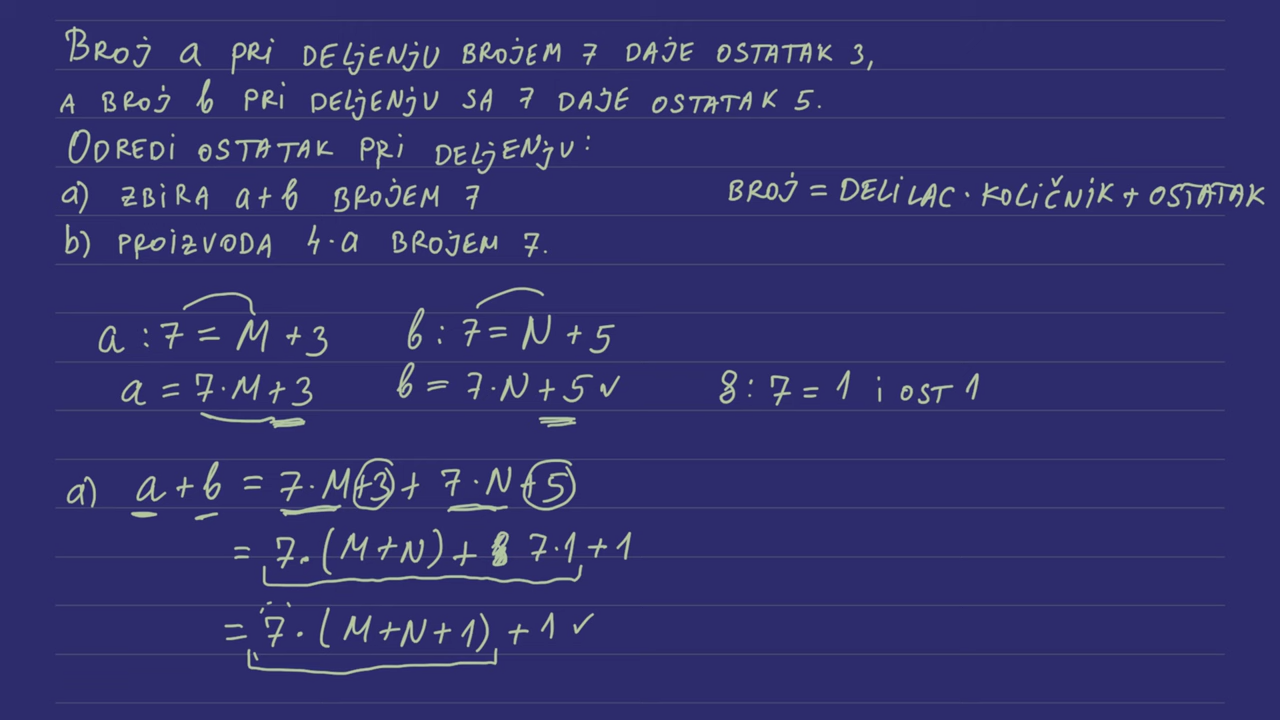 Broj a pri deljenju brojem 7 daje ostatak 3,
a broj b pri deljenju sa 7 daje ostatak 5.
Odredi ostatak pri deljenju:
a) zbira a+b brojem 7
broj = delilac · količnik + ostatak
b) proizvoda 4·a brojem 7.
a : 7 = M + 3
b : 7 = N + 5
a = 7·M + 3
b = 7·N + 5 ✓
8 : 7 = 1 i ost 1
a) a + b = 7·M + 3 + 7·N + 5
= 7·(M+N) + 7·1 + 1
= 7·(M+N+1) + 1 ✓